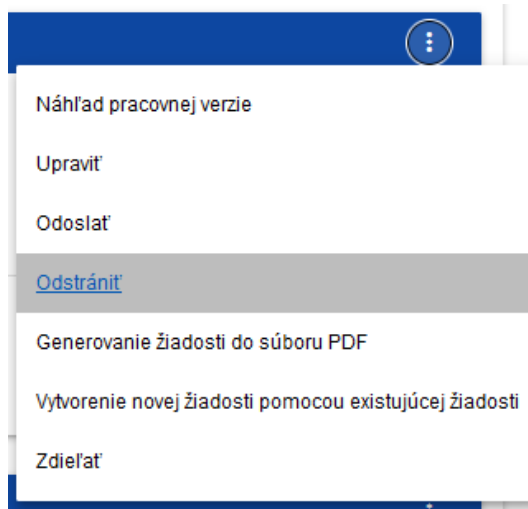 Náhľad pracovnej verzie
Upraviť
Odoslať
Odstrániť
Generovanie žiadosti do súboru PDF
Vytvorenie novej žiadosti pomocou existujúcej žiadosti
Zdieľať